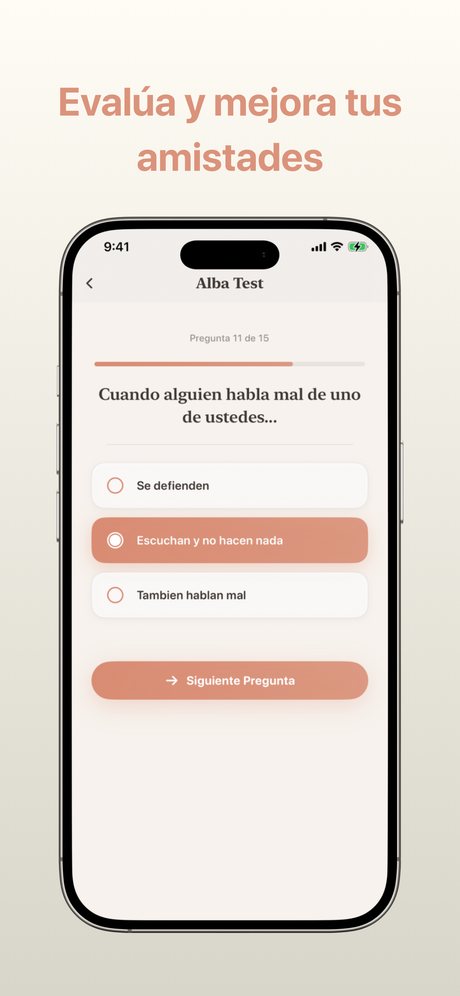 Evalúa y mejora tus
amistades
9:41
Alba Test
Pregunta 11 de 15
Cuando alguien habla mal de uno
de ustedes...
Se defienden
Escuchan y no hacen nada
Tambien hablan mal
Siguiente Pregunta